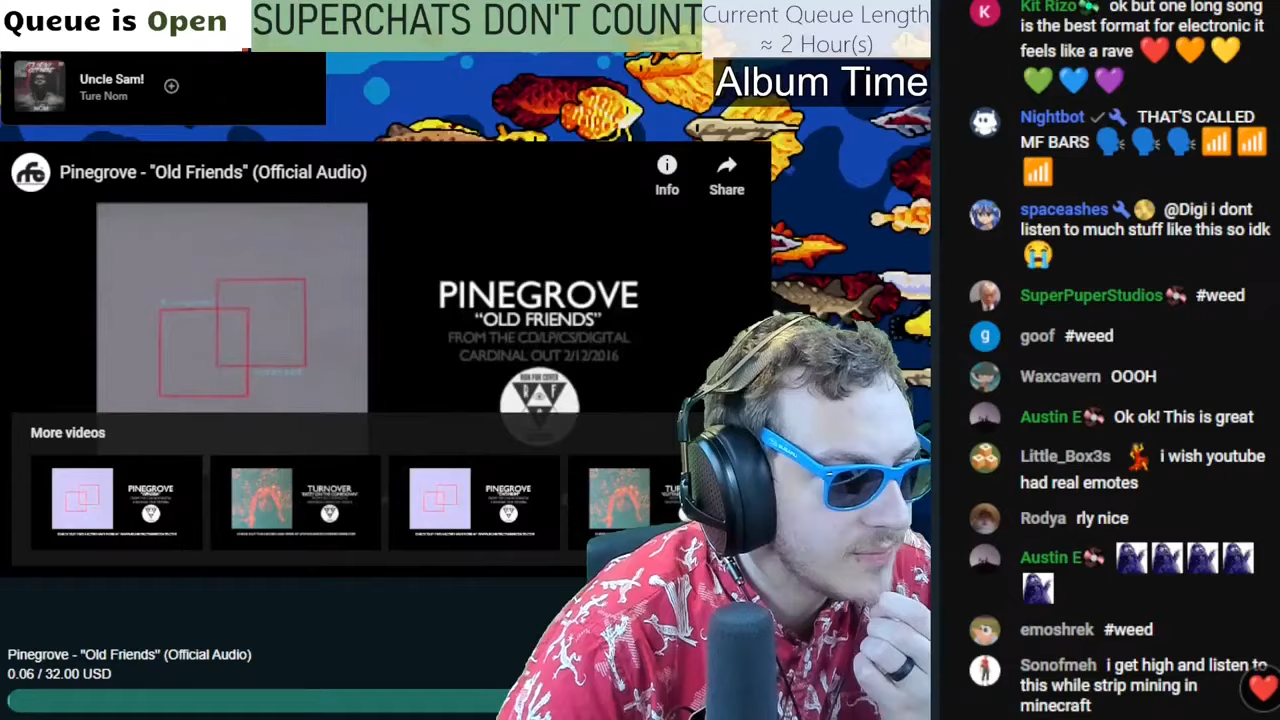 Queue is Open
SUPERCHATS DON'T COUNT
Current Queue Length
≈ 2 Hour(s)
Album Time
Uncle Sam!
Ture Nom
Pinegrove - "Old Friends" (Official Audio)
Info
Share
PINEGROVE
"OLD FRIENDS"
FROM THE CD/LP/CS/DIGITAL
CARDINAL OUT 2/12/2016
More videos
PINEGROVE
TURNOVER
PINEGROVE
Pinegrove - "Old Friends" (Official Audio)
0.06 / 32.00 USD
Kit Rizo ok but one long song
is the best format for electronic it
feels like a rave ❤️ 🧡 💛
💚 💙 💜
Nightbot THAT'S CALLED
MF BARS 🗣️ 🗣️ 🗣️ 📶 📶
📶
spaceashes @Digi i dont
listen to much stuff like this so idk
😭
SuperPuperStudios #weed
goof #weed
Waxcavern OOOH
Austin E Ok ok! This is great
Little_Box3s i wish youtube
had real emotes
Rodya rly nice
Austin E
emoshrek #weed
Sonofmeh i get high and listen to
this while strip mining in
minecraft